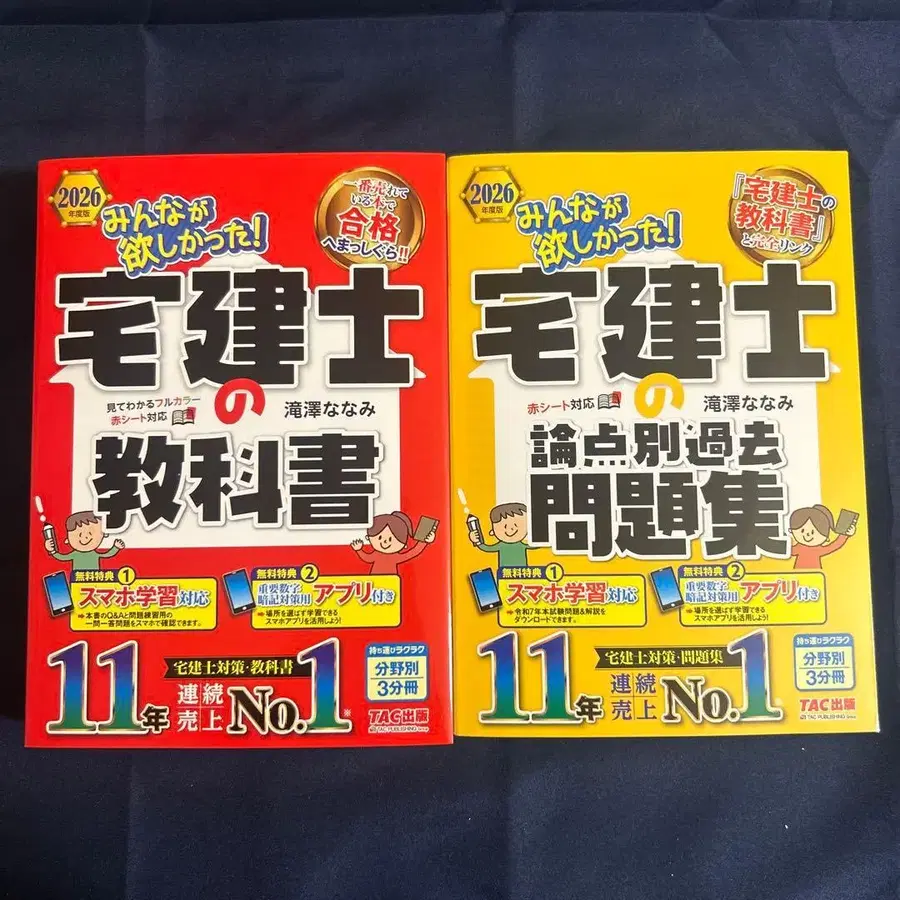 2026
年度版
みんなが
欲しかった!
一番売れて
いる本で
合格
へまっしぐら!!
宅建士
の
見てわかるフルカラー
赤シート対応
滝澤ななみ
教科書
無料特典 1
スマホ学習対応
➡本書のQ&Aと問題練習用の
一問一答問題をスマホで確認できます。
無料特典 2
重要数字
暗記対策用
アプリ付き
➡場所を選ばず学習できる
スマホアプリを活用しよう!
11年
連続
売上
宅建士対策・教科書
No.1※
持ち運びラクラク
分野別
3分冊
TAC出版
TAC PUBLISHING Group
2026
年度版
みんなが
欲しかった!
『宅建士の
教科書』
と完全リンク
宅建士
の
赤シート対応
滝澤ななみ
論点別過去
問題集
無料特典 1
スマホ学習対応
➡令和7年本試験問題&解説を
ダウンロードできます。
無料特典 2
重要数字
暗記対策用
アプリ付き
➡場所を選ばず学習できる
スマホアプリを活用しよう!
11年
連続
売上
宅建士対策・問題集
No.1
持ち運びラクラク
分野別
3分冊
TAC出版
TAC PUBLISHING Group